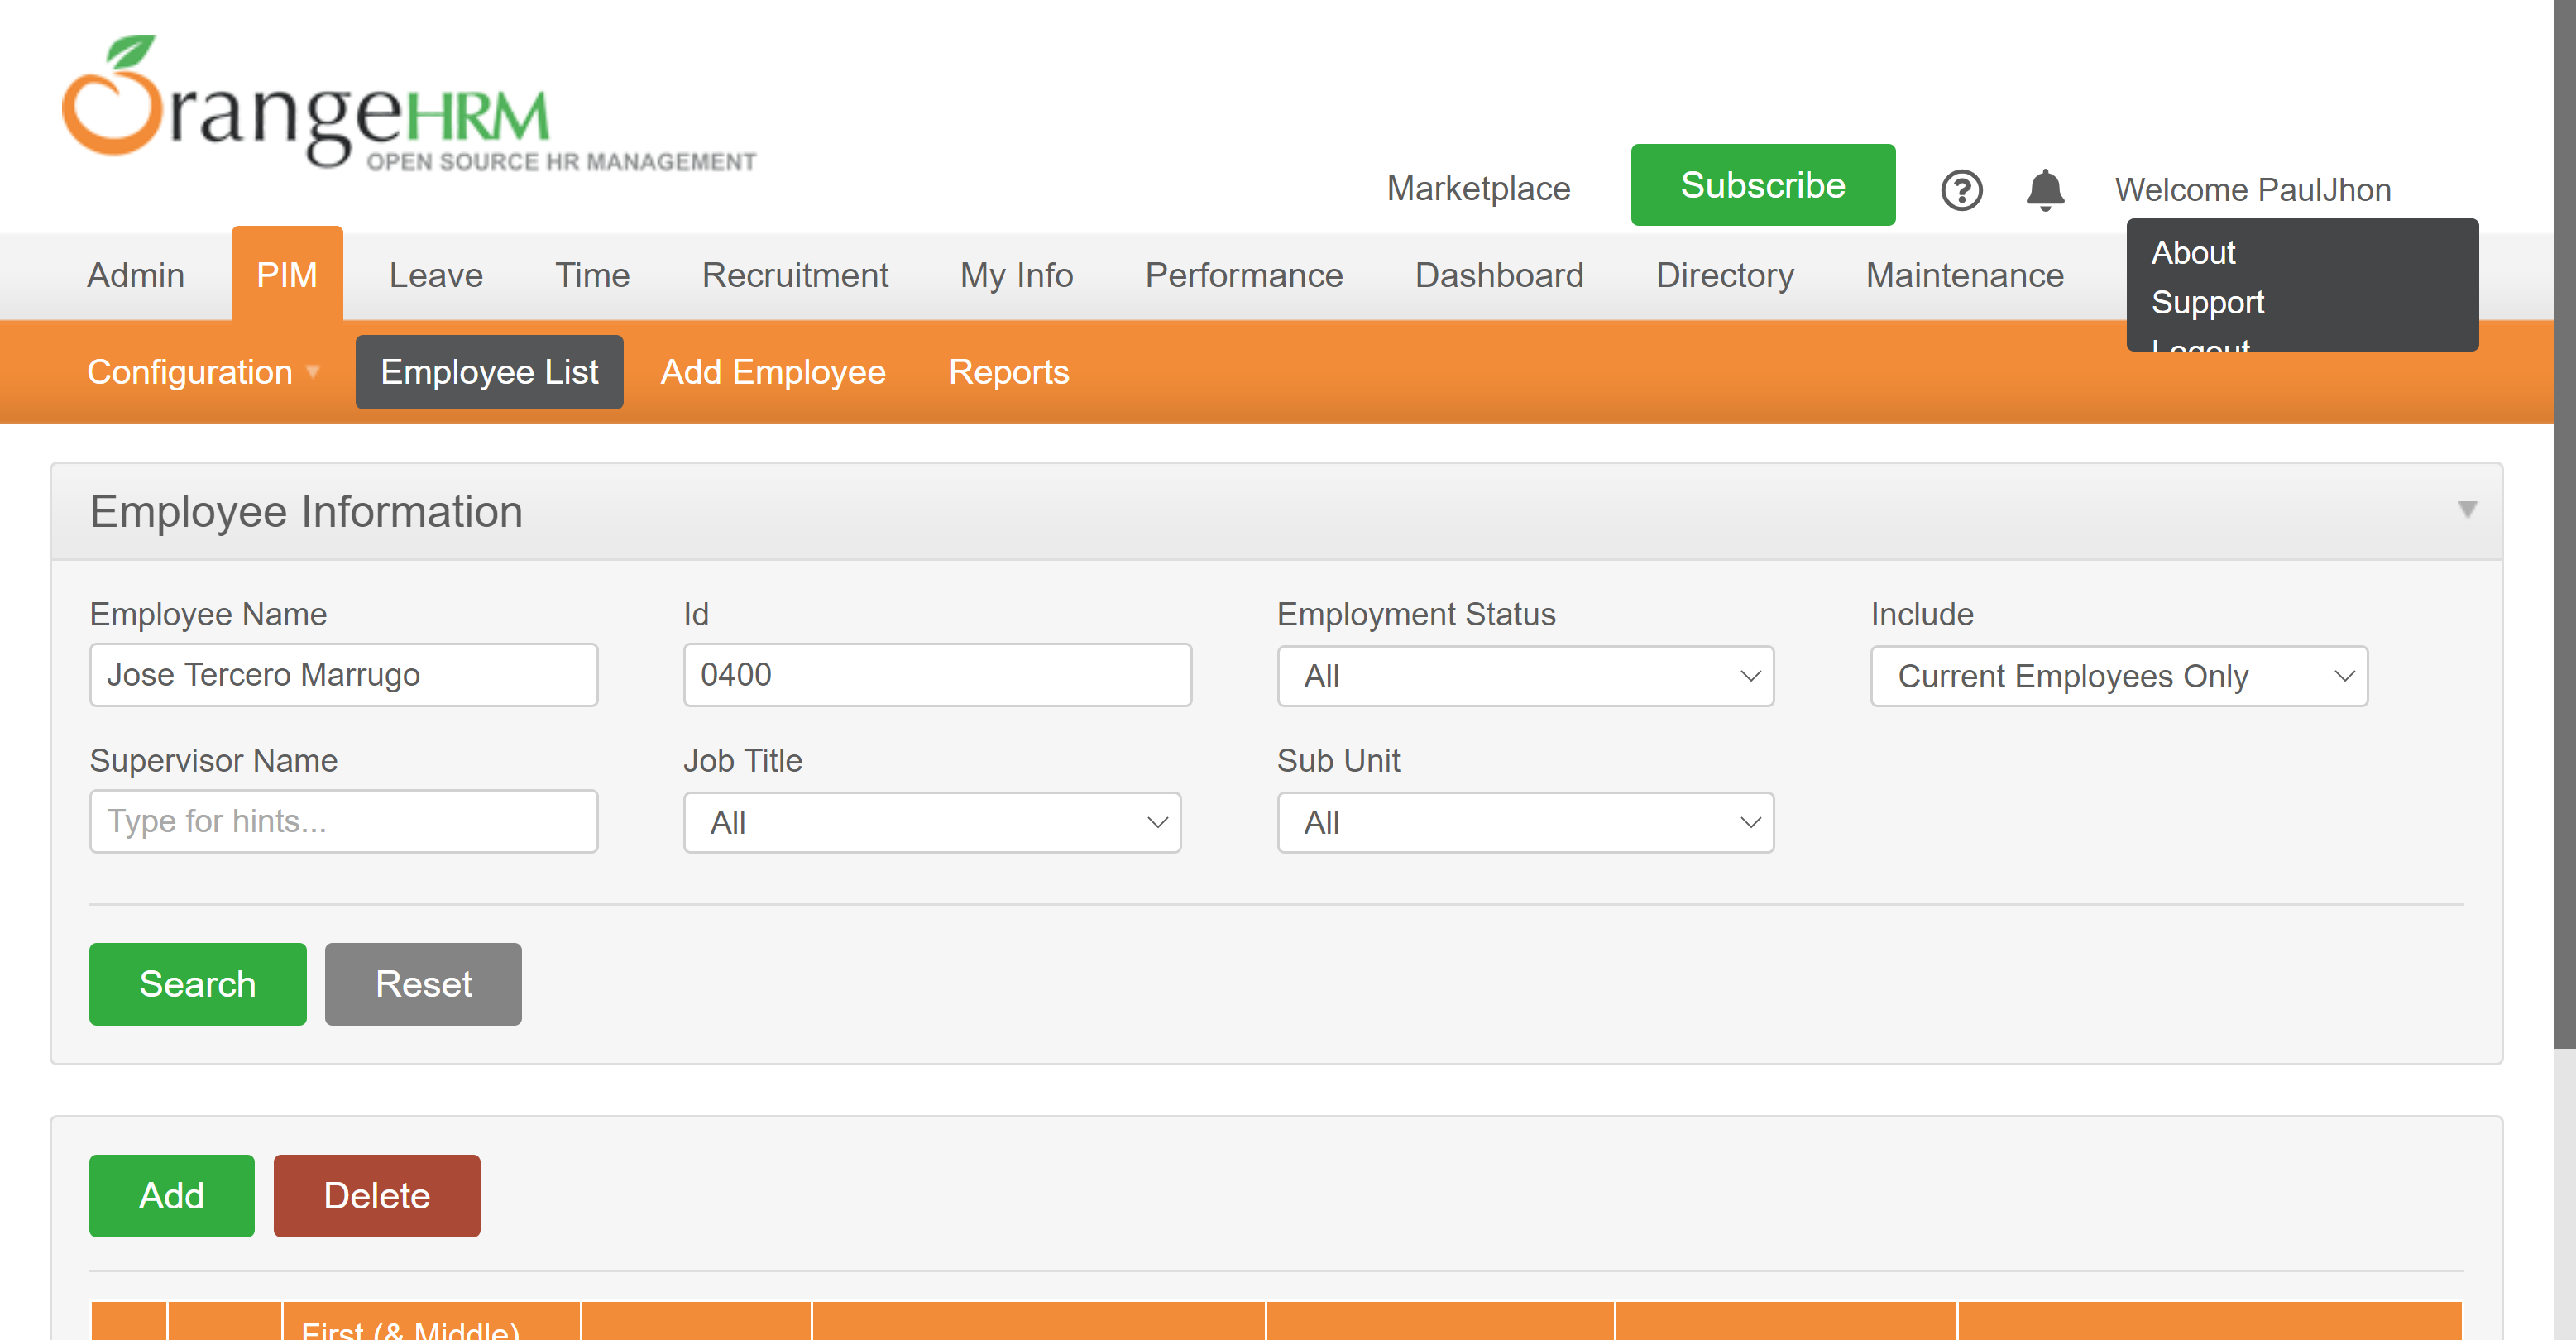 OrangeHRM
OPEN SOURCE HR MANAGEMENT
Marketplace
Subscribe
Welcome PaulJhon
About
Support
Logout
Admin
PIM
Leave
Time
Recruitment
My Info
Performance
Dashboard
Directory
Maintenance
Configuration
Employee List
Add Employee
Reports
Employee Information
Employee Name
Id
Employment Status
Include
Jose Tercero Marrugo
0400
All
Current Employees Only
Supervisor Name
Job Title
Sub Unit
Type for hints...
All
All
Search
Reset
Add
Delete
First (& Middle)